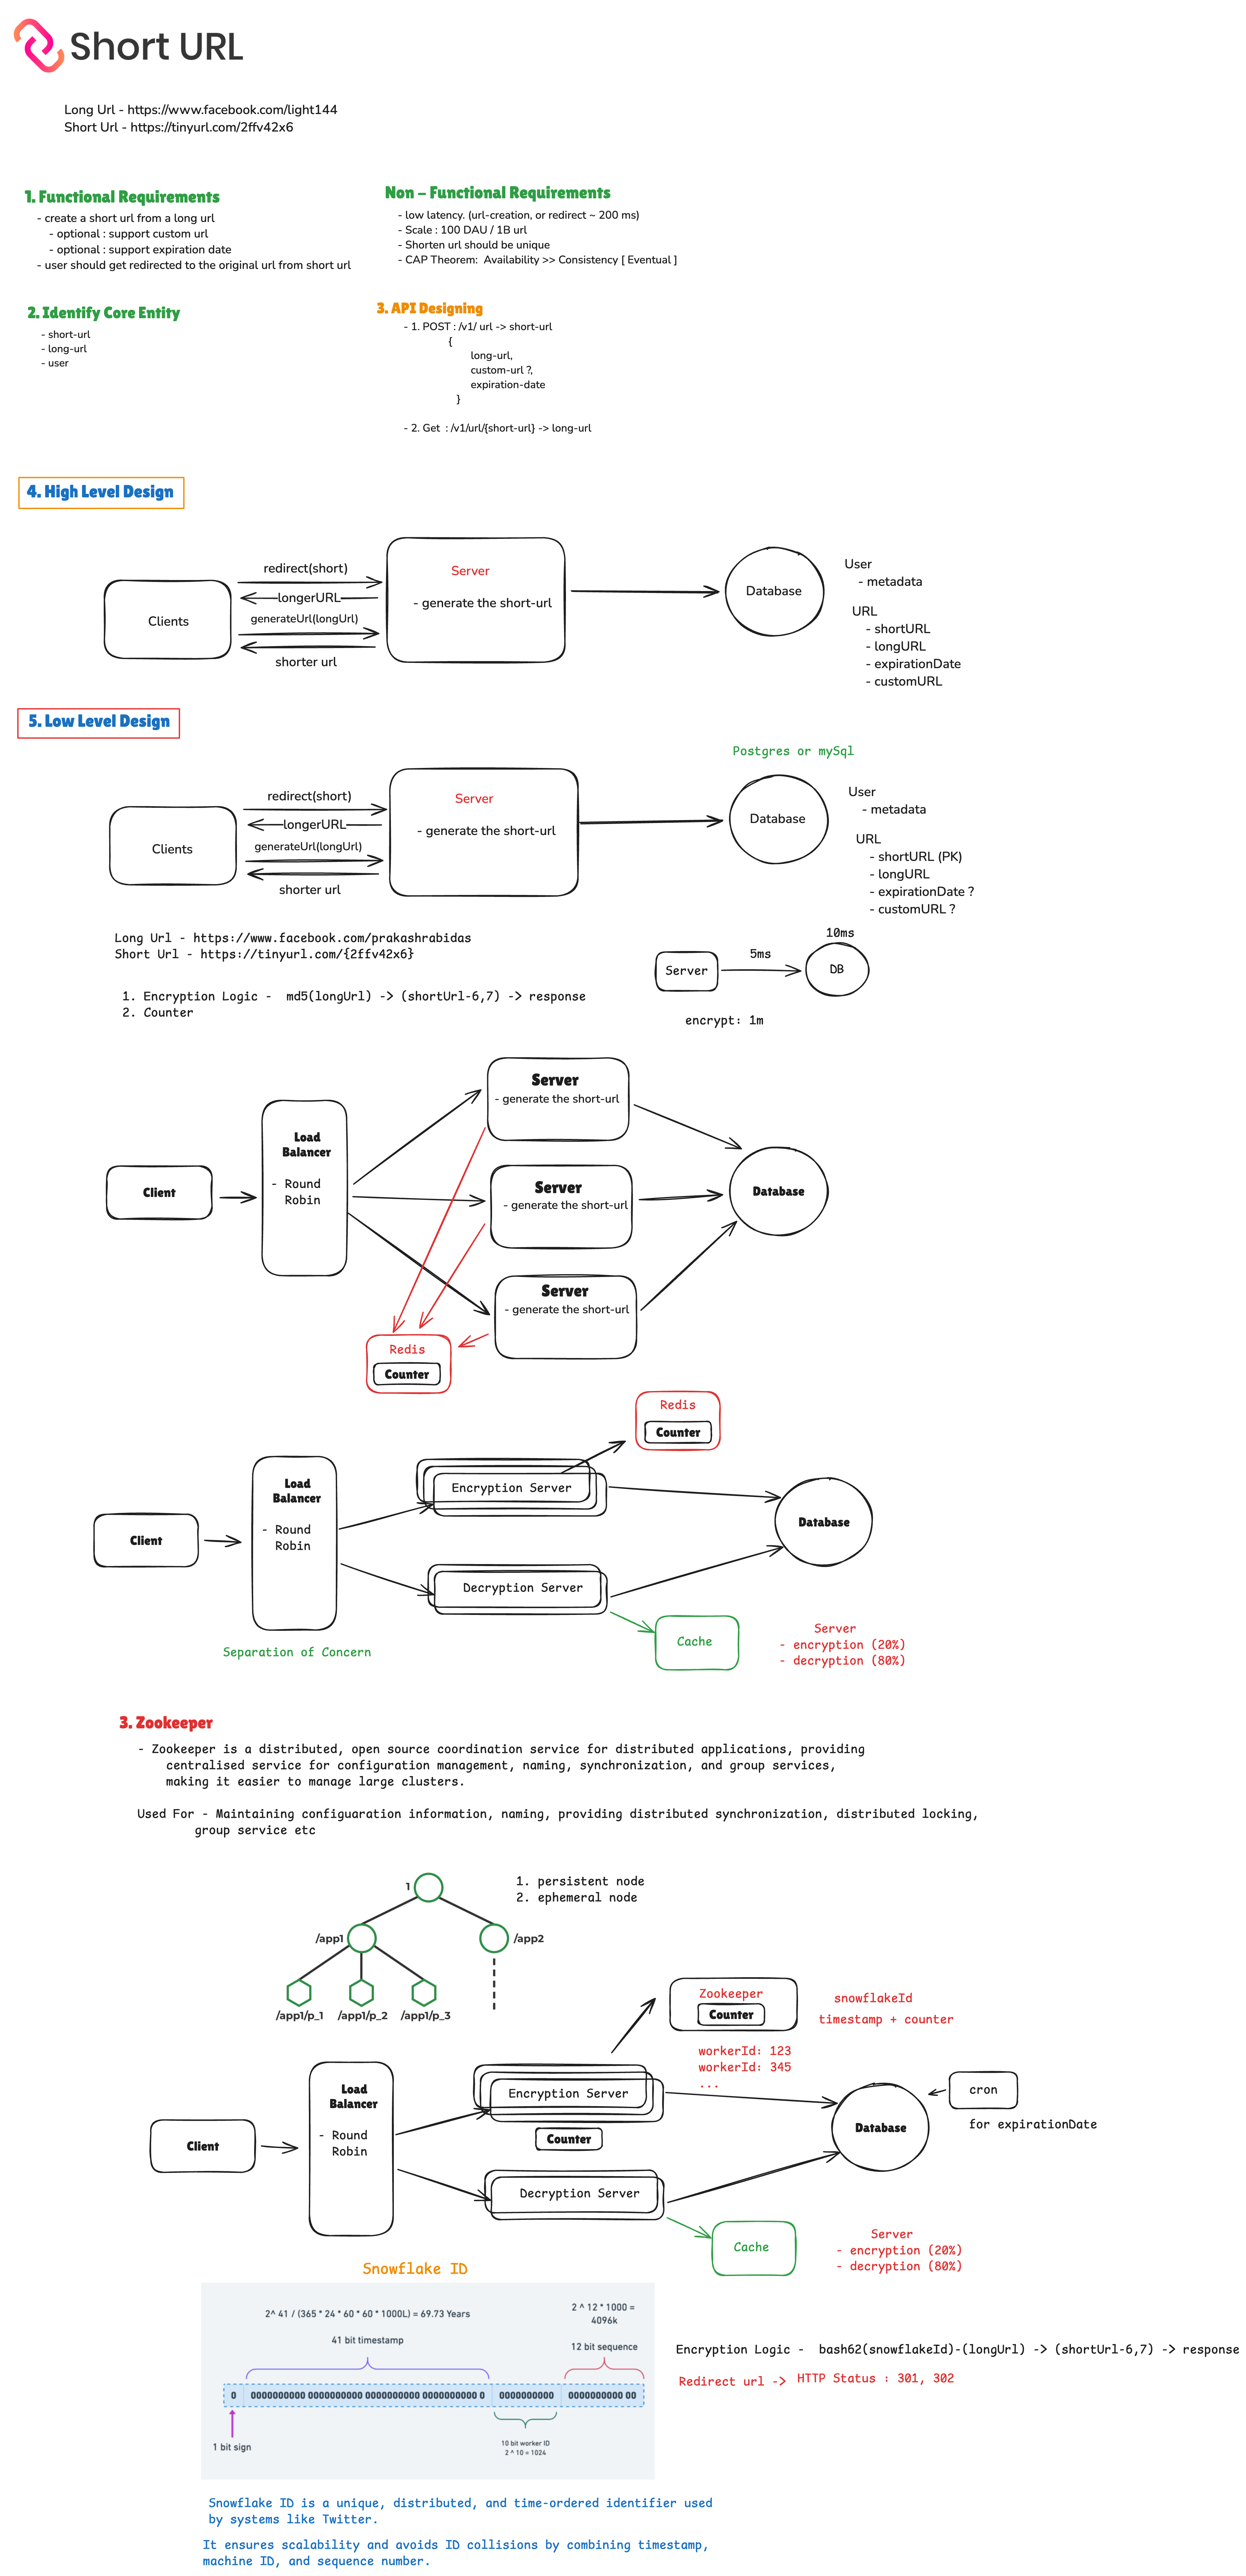 Short URL
Long Url - https://www.facebook.com/light144
Short Url - https://tinyurl.com/2ffv42x6
1. Functional Requirements
- create a short url from a long url
- optional : support custom url
- optional : support expiration date
- user should get redirected to the original url from short url
Non - Functional Requirements
- low latency. (url-creation, or redirect ~ 200 ms)
- Scale : 100 DAU / 1B url
- Shorten url should be unique
- CAP Theorem: Availability >> Consistency [ Eventual ]
2. Identify Core Entity
- short-url
- long-url
- user
3. API Designing
- 1. POST : /v1/ url -> short-url
{
long-url,
custom-url ?,
expiration-date
}
- 2. Get : /v1/url/{short-url} -> long-url
4. High Level Design
Clients
redirect(short)
longerURL
generateUrl(longUrl)
shorter url
Server
- generate the short-url
Database
User
- metadata
URL
- shortURL
- longURL
- expirationDate
- customURL
5. Low Level Design
Postgres or mySql
Clients
redirect(short)
longerURL
generateUrl(longUrl)
shorter url
Server
- generate the short-url
Database
User
- metadata
URL
- shortURL (PK)
- longURL
- expirationDate ?
- customURL ?
Long Url - https://www.facebook.com/prakashrabidas
Short Url - https://tinyurl.com/{2ffv42x6}
1. Encryption Logic - md5(longUrl) -> (shortUrl-6,7) -> response
2. Counter
Server
5ms
10ms
DB
encrypt: 1m
Client
Load
Balancer
- Round
Robin
Server
- generate the short-url
Server
- generate the short-url
Server
- generate the short-url
Database
Redis
Counter
Redis
Counter
Client
Load
Balancer
- Round
Robin
Encryption Server
Decryption Server
Database
Cache
Separation of Concern
Server
- encryption (20%)
- decryption (80%)
3. Zookeeper
- Zookeeper is a distributed, open source coordination service for distributed applications, providing
centralised service for configuration management, naming, synchronization, and group services,
making it easier to manage large clusters.
Used For - Maintaining configuaration information, naming, providing distributed synchronization, distributed locking,
group service etc
1
/app1
/app2
/app1/p_1
/app1/p_2
/app1/p_3
1. persistent node
2. ephemeral node
Zookeeper
Counter
snowflakeId
timestamp + counter
workerId: 123
workerId: 345
...
Client
Load
Balancer
- Round
Robin
Encryption Server
Counter
Decryption Server
Database
cron
for expirationDate
Cache
Server
- encryption (20%)
- decryption (80%)
Snowflake ID
2^ 41 / (365 * 24 * 60 * 60 * 1000L) = 69.73 Years
2 ^ 12 * 1000 =
4096k
41 bit timestamp
12 bit sequence
0
0000000000 0000000000 0000000000 0000000000 0
0000000000
0000000000 00
1 bit sign
10 bit worker ID
2 ^ 10 = 1024
Encryption Logic - bash62(snowflakeId)-(longUrl) -> (shortUrl-6,7) -> response
Redirect url -> HTTP Status : 301, 302
Snowflake ID is a unique, distributed, and time-ordered identifier used
by systems like Twitter.
It ensures scalability and avoids ID collisions by combining timestamp,
machine ID, and sequence number.